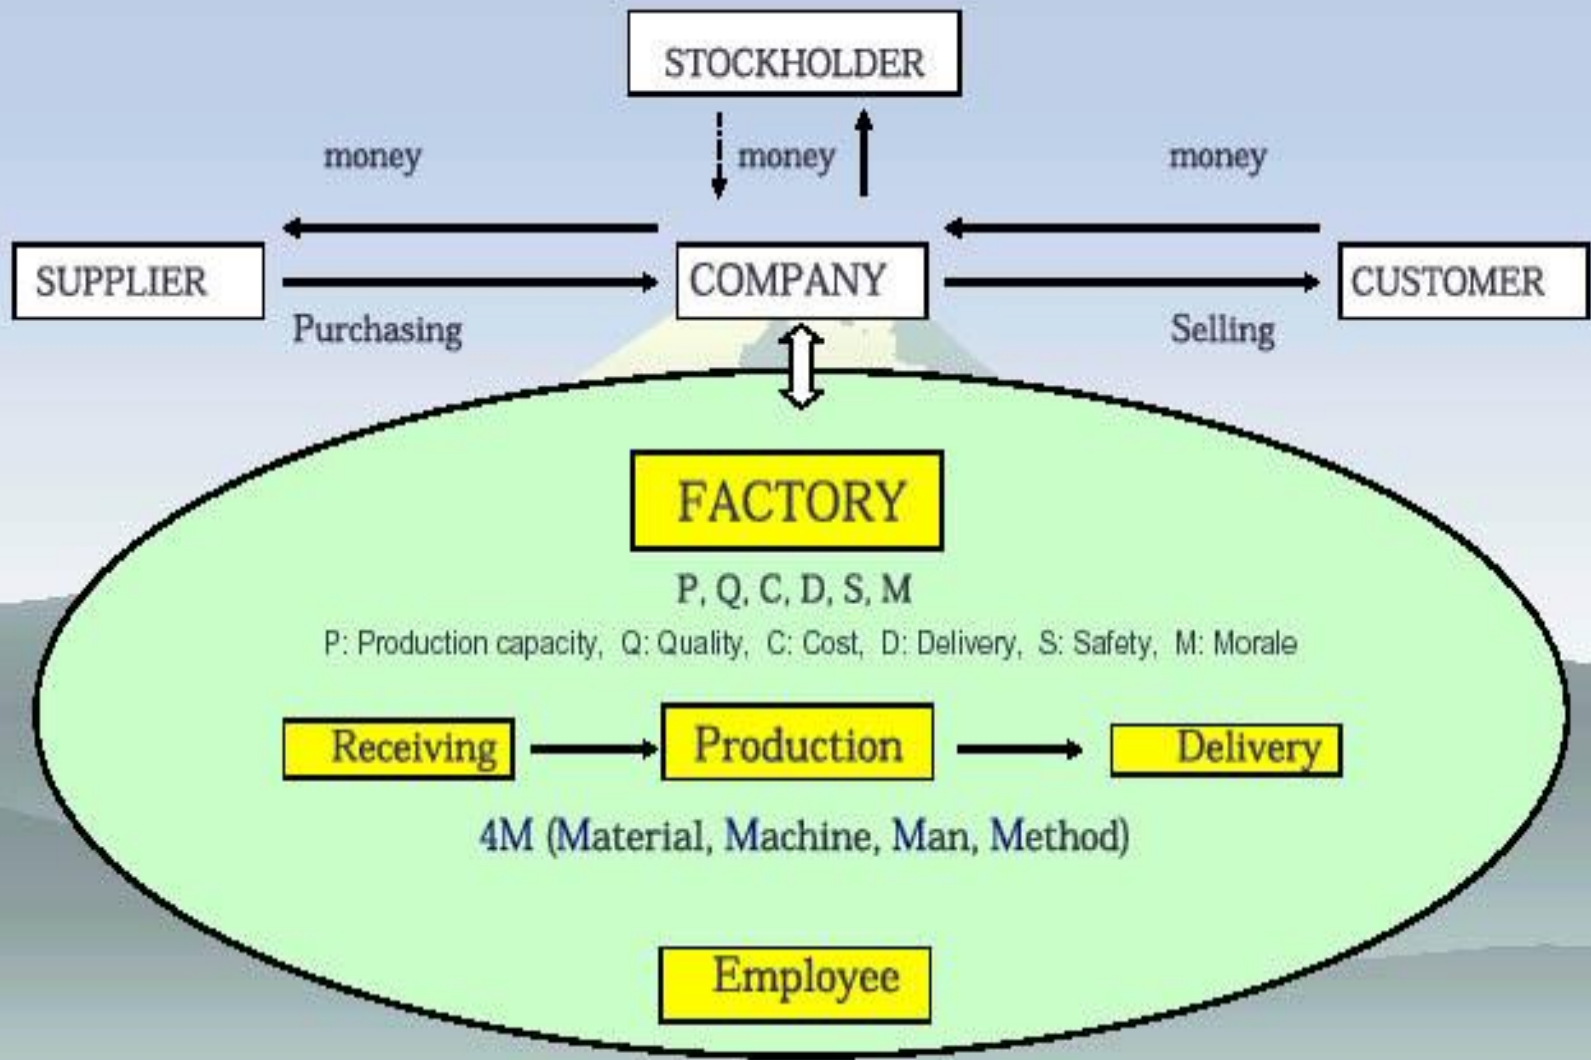 STOCKHOLDER
money money money
SUPPLIER COMPANY CUSTOMER
Purchasing Selling
FACTORY
P, Q, C, D, S, M
P: Production capacity, Q: Quality, C: Cost, D: Delivery, S: Safety, M: Morale
Receiving Production Delivery
4M (Material, Machine, Man, Method)
Employee